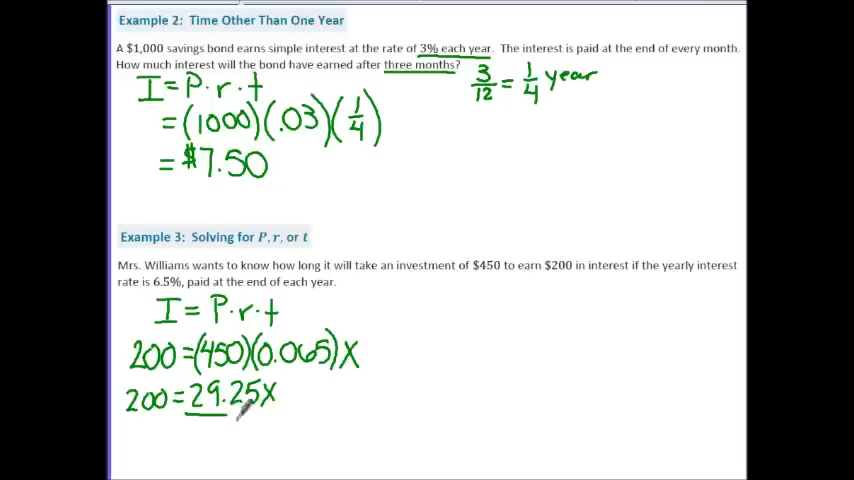 Example 2: Time Other Than One Year
A $1,000 savings bond earns simple interest at the rate of 3% each year. The interest is paid at the end of every month.
How much interest will the bond have earned after three months?
3/12 = 1/4 year
I = P · r · t
= (1000)(.03)(1/4)
= $7.50
Example 3: Solving for P, r, or t
Mrs. Williams wants to know how long it will take an investment of $450 to earn $200 in interest if the yearly interest
rate is 6.5%, paid at the end of each year.
I = P · r · t
200 = (450)(0.065)X
200 = 29.25X